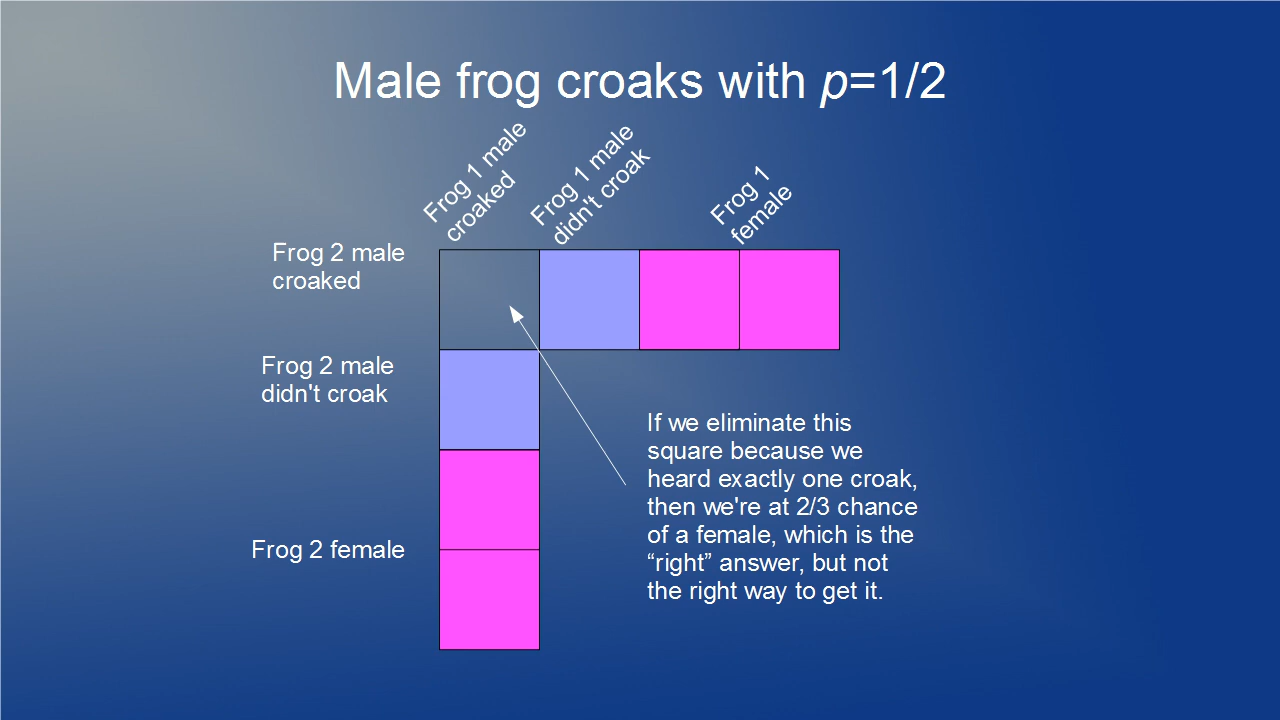 Male frog croaks with p=1/2
Frog 1 male
croaked
Frog 1 male
didn't croak
Frog 1
female
Frog 2 male
croaked
Frog 2 male
didn't croak
Frog 2 female
If we eliminate this
square because we
heard exactly one croak,
then we're at 2/3 chance
of a female, which is the
“right” answer, but not
the right way to get it.